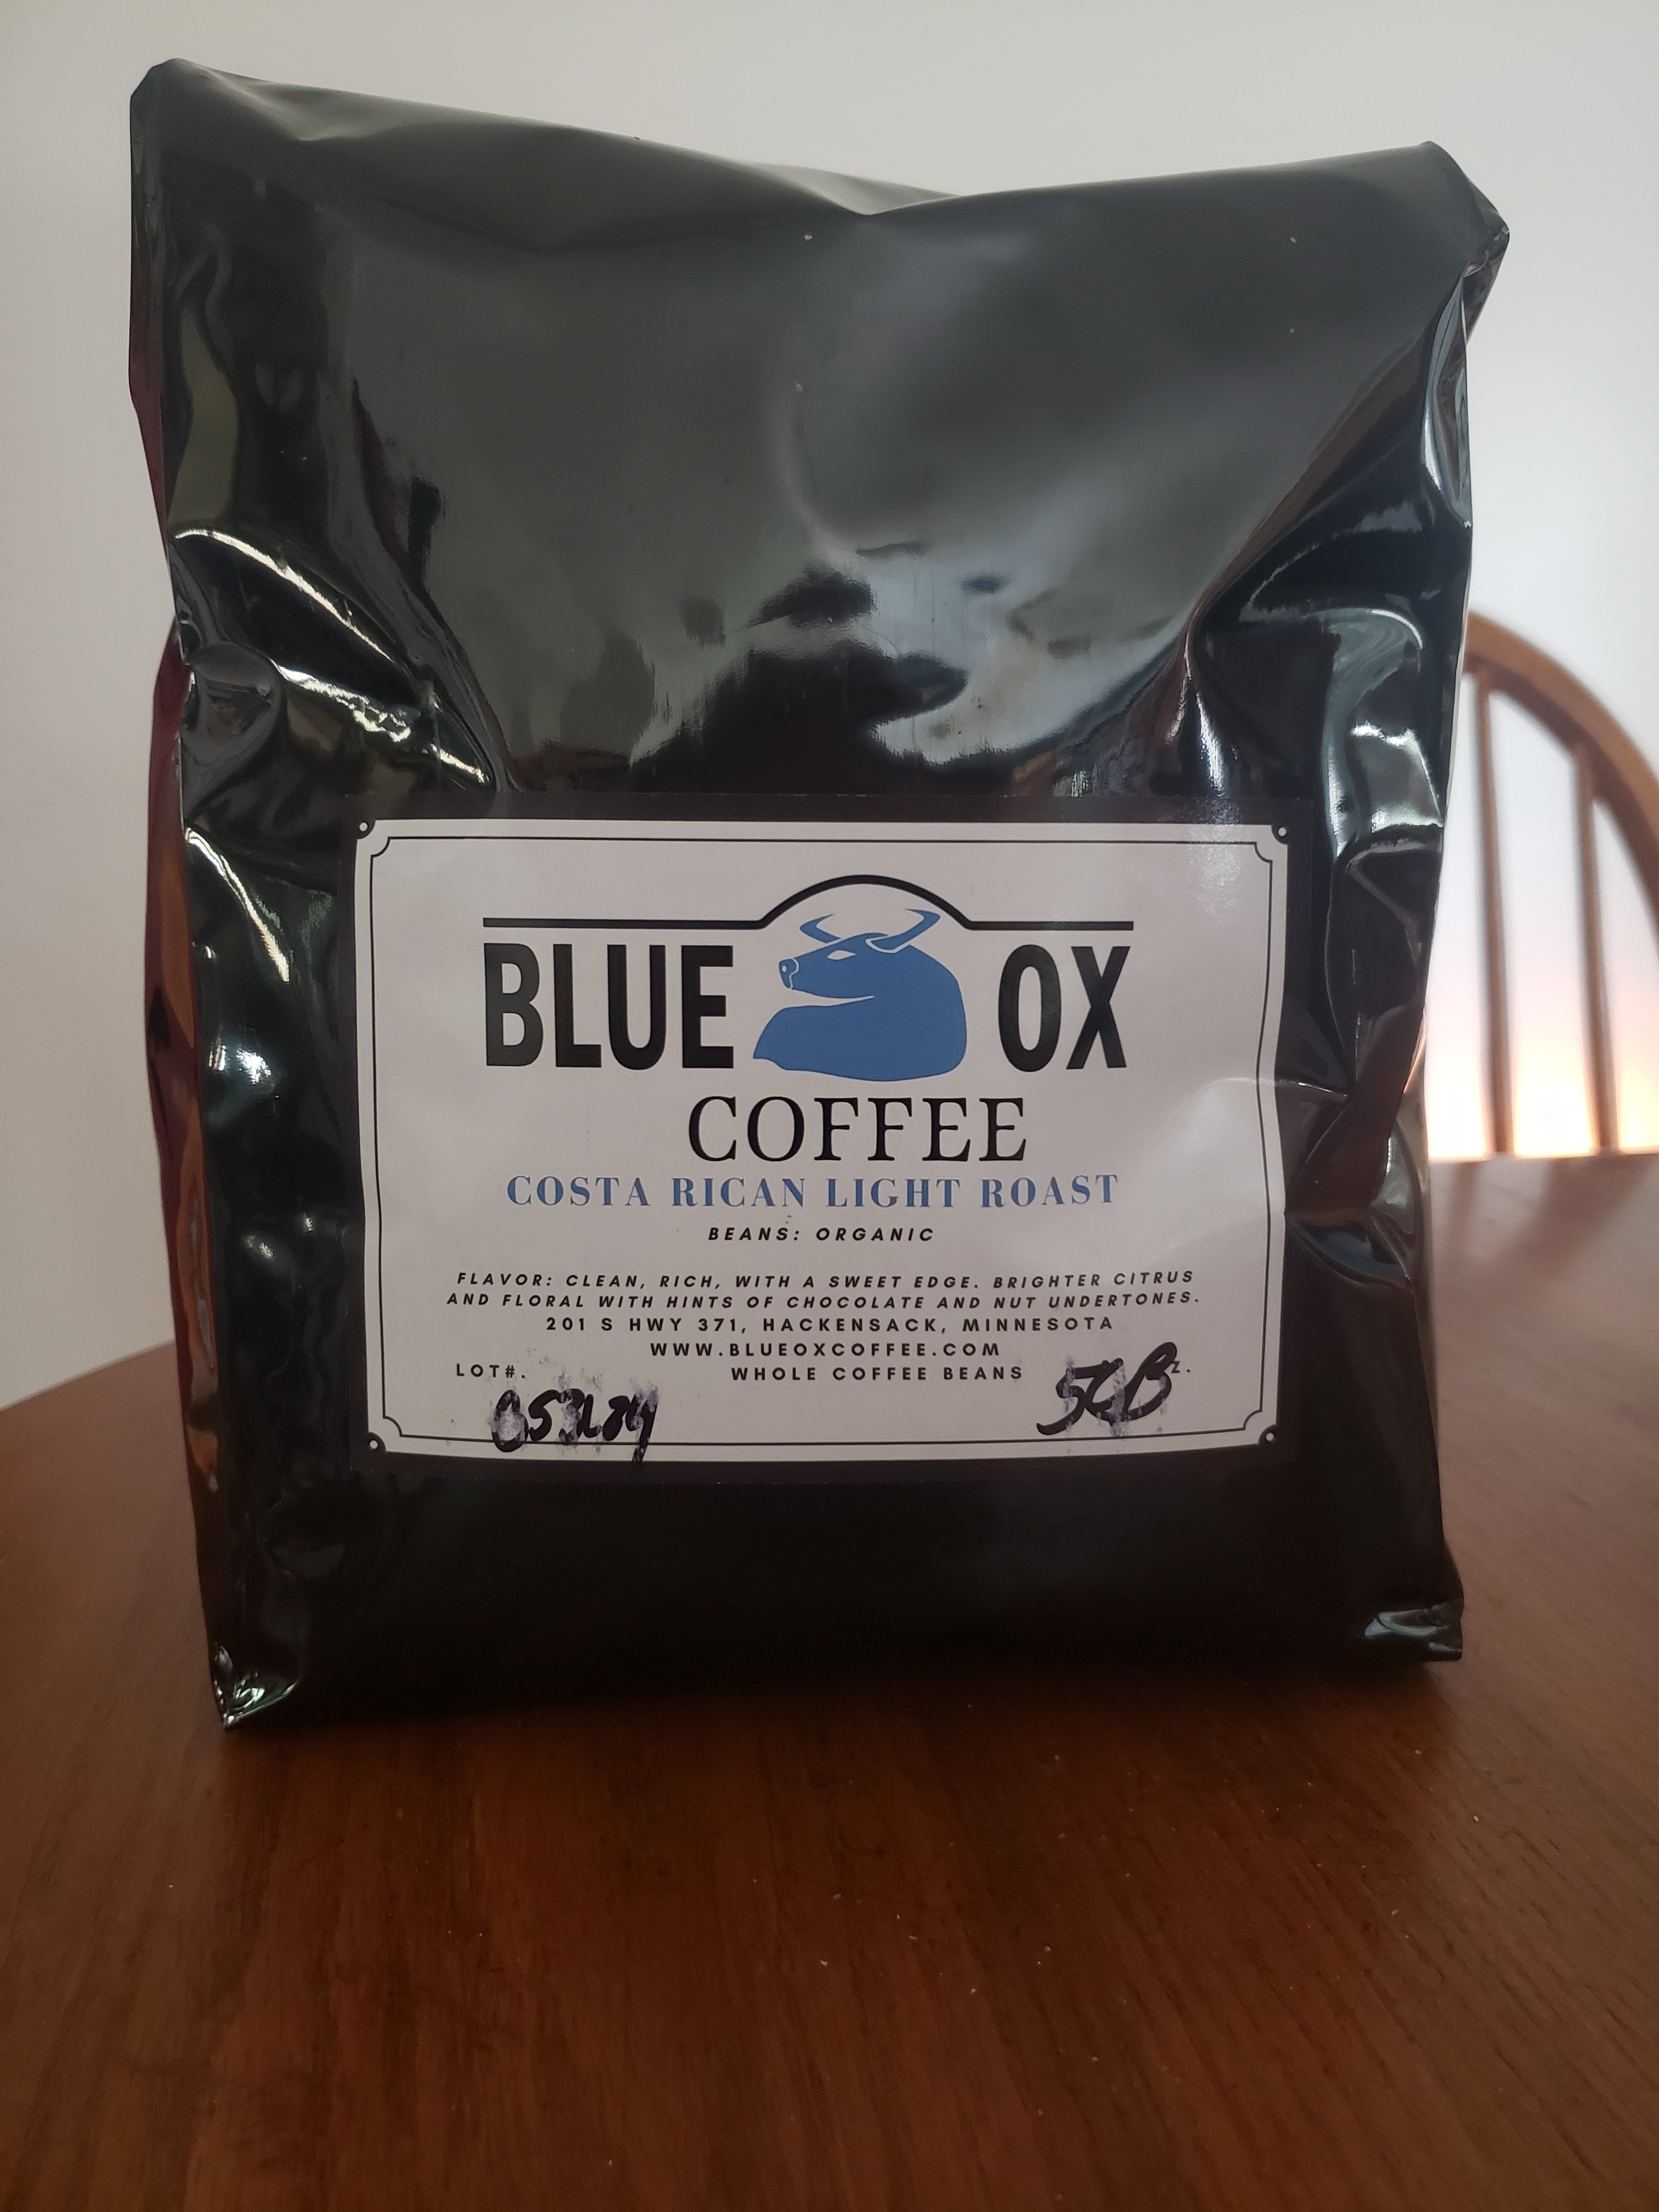 BLUE OX
COFFEE
COSTA RICAN LIGHT ROAST
BEANS: ORGANIC
FLAVOR: CLEAN, RICH, WITH A SWEET EDGE. BRIGHTER CITRUS
AND FLORAL WITH HINTS OF CHOCOLATE AND NUT UNDERTONES.
201 S HWY 371, HACKENSACK, MINNESOTA
WWW.BLUEOXCOFFEE.COM
LOT#. WHOLE COFFEE BEANS